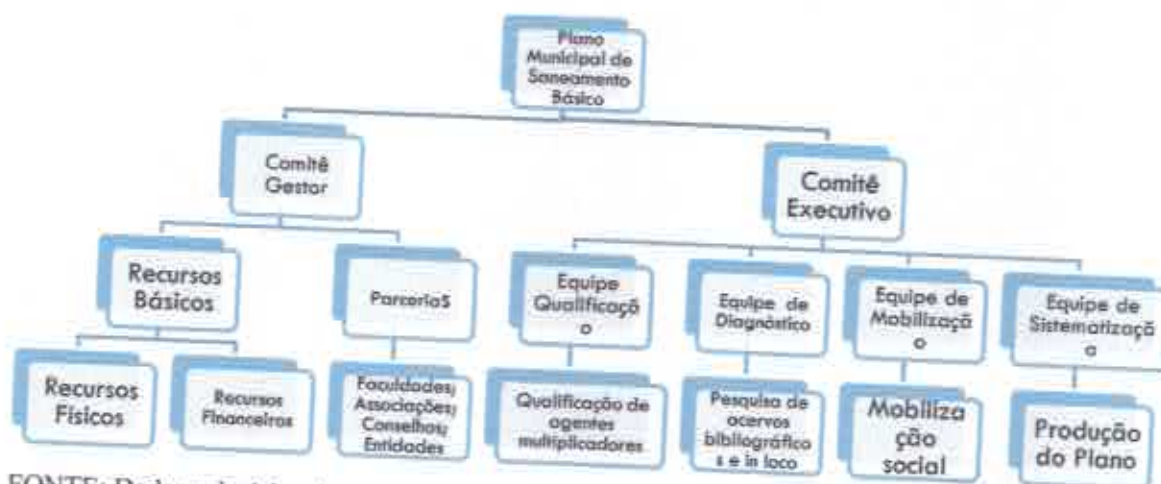 Plano
Municipal de
Saneamento
Básico
Comitê
Gestor
Comitê
Executivo
Recursos
Básicos
Parceria$
Equipe
Qualificaçã
o
Equipe de
Diagnóstico
Equipe de
Mobilizaçã
o
Equipe de
Sistematizaçã
o
Recursos
Físicos
Recursos
Financeiros
Faculdades;
Associações;
Conselhos;
Entidades
Qualificação de
agentes
multiplicadores
Pesquisa de
acervos
bibliográfico
s e in loco
Mobiliza
ção
social
Produção
do Plano
FONTE: